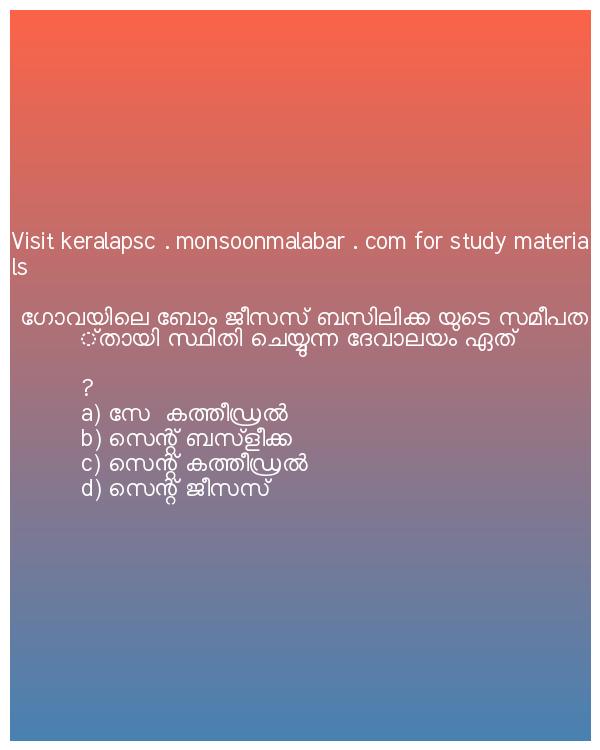 Visit keralapsc . monsoonmalabar . com for study materia
ls
ഗോവയിലെ ബോം ജീസസ് ബസിലിക്ക യുടെ സമീപത
്തായി സ്ഥിതി ചെയ്യുന്ന ദേവാലയം ഏത്
?
a) സേ കത്തീഡ്രൽ
b) സെന്റ് ബസ്ളീക്ക
c) സെന്റ് കത്തീഡ്രൽ
d) സെന്റ് ജീസസ്